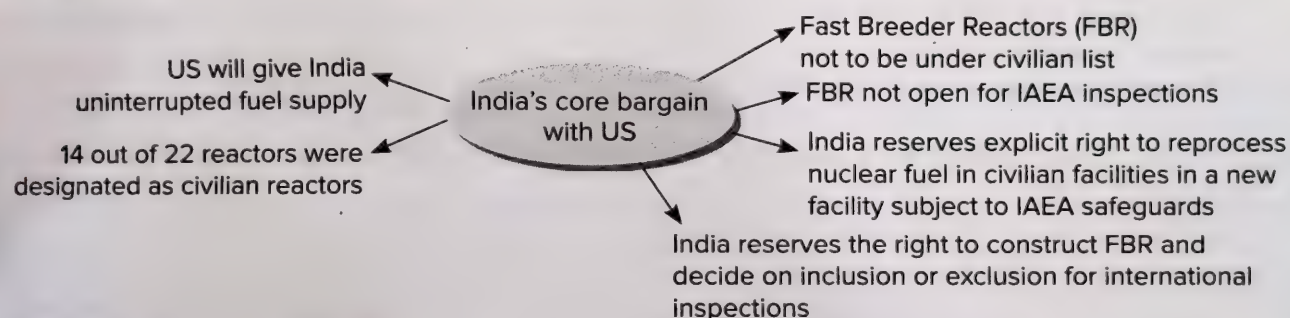 US will give India
uninterrupted fuel supply
14 out of 22 reactors were
designated as civilian reactors
India's core bargain
with US
Fast Breeder Reactors (FBR)
not to be under civilian list
FBR not open for IAEA inspections
India reserves explicit right to reprocess
nuclear fuel in civilian facilities in a new
facility subject to IAEA safeguards
India reserves the right to construct FBR and
decide on inclusion or exclusion for international
inspections